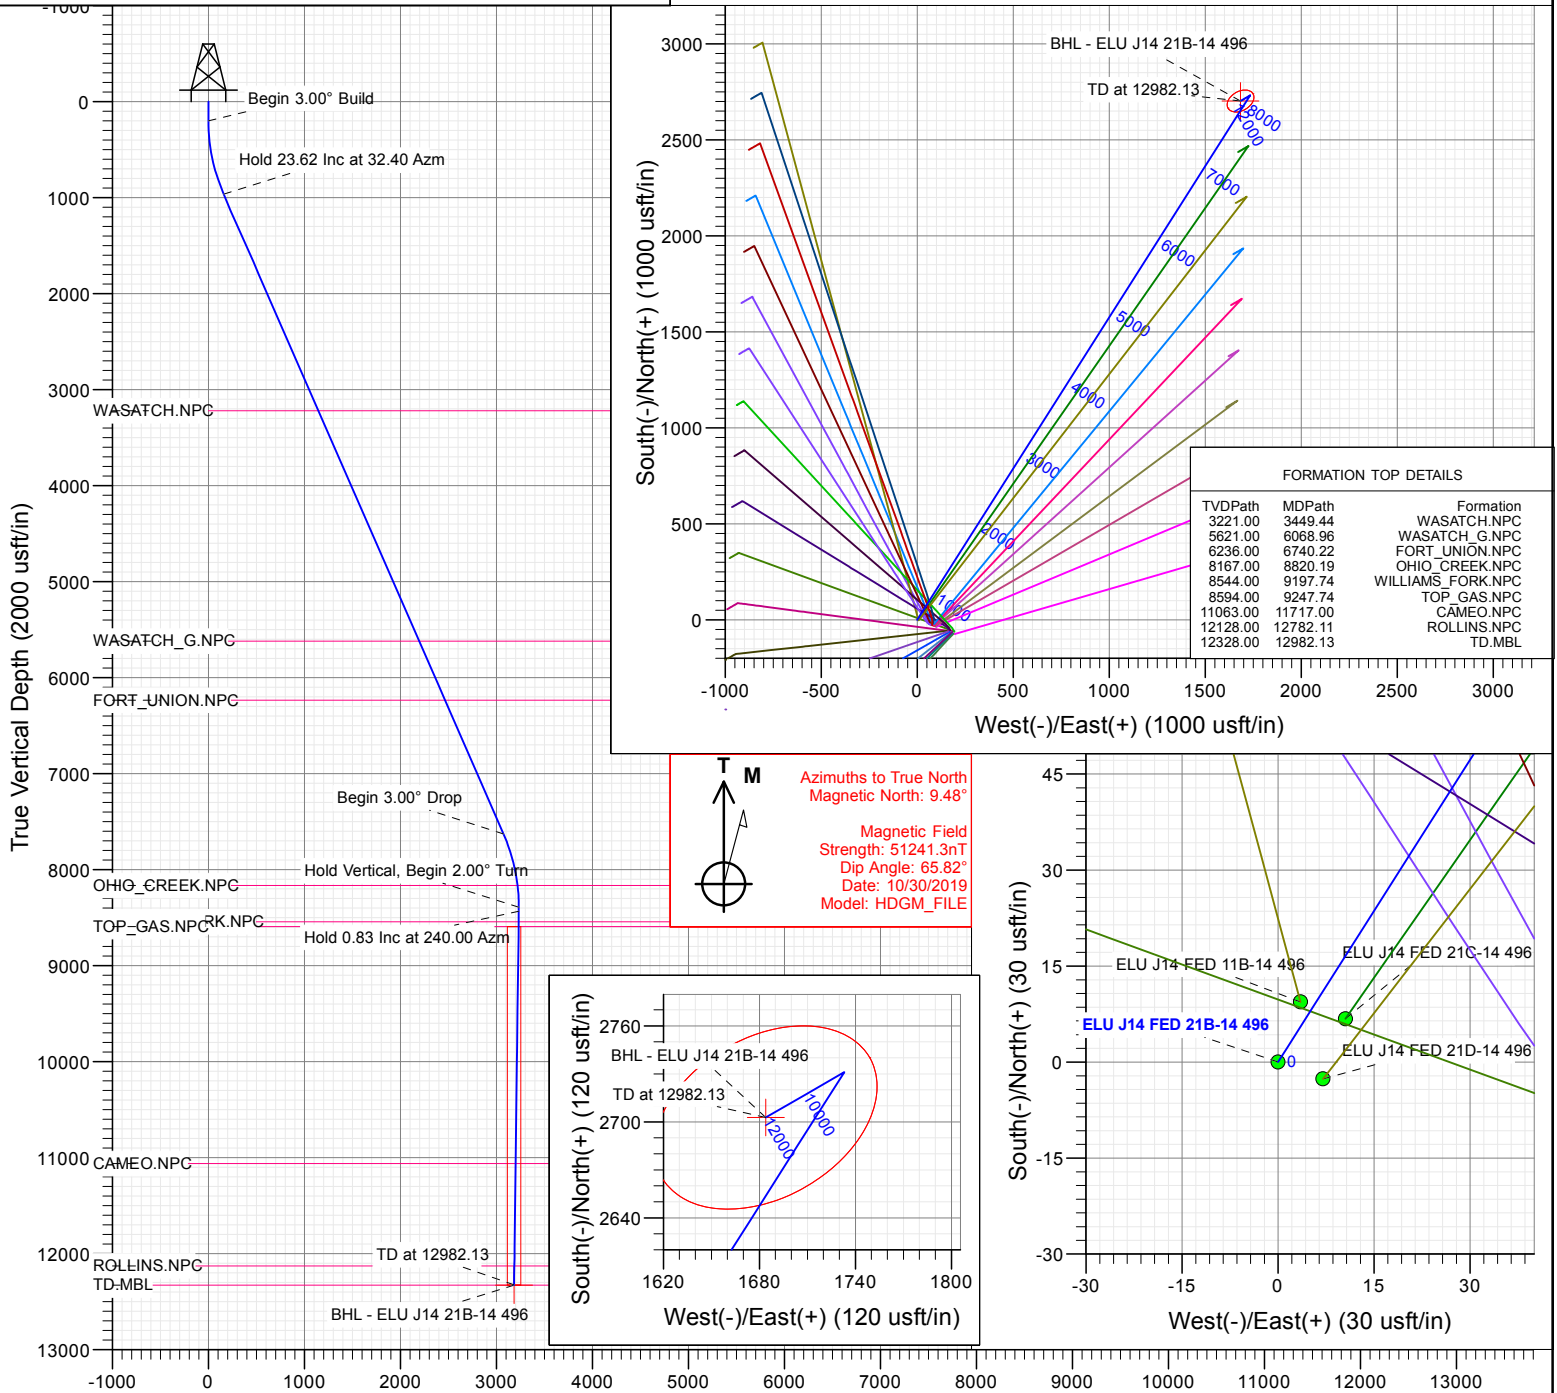 -1000
0
1000
2000
3000
4000
5000
6000
7000
8000
9000
10000
11000
12000
13000
True Vertical Depth (2000 usft/in)
-1000
0
1000
2000
3000
4000
5000
6000
7000
8000
9000
10000
11000
12000
13000
Begin 3.00° Build
Hold 23.62 Inc at 32.40 Azm
WASATCH.NPC
WASATCH_G.NPC
FORT_UNION.NPC
Begin 3.00° Drop
Hold Vertical, Begin 2.00° Turn
OHIO_CREEK.NPC
RK.NPC
TOP_GAS.NPC
Hold 0.83 Inc at 240.00 Azm
CAMEO.NPC
TD at 12982.13
ROLLINS.NPC
TD.MBL
BHL - ELU J14 21B-14 496
South(-)/North(+) (1000 usft/in)
3000
2500
2000
1500
1000
500
0
-1000
-500
0
500
1000
1500
2000
2500
3000
West(-)/East(+) (1000 usft/in)
BHL - ELU J14 21B-14 496
TD at 12982.13
8000
12000
7000
6000
5000
4000
3000
2000
1000
FORMATION TOP DETAILS
TVDPath MDPath Formation
3221.00 3449.44 WASATCH.NPC
5621.00 6068.96 WASATCH_G.NPC
6236.00 6740.22 FORT_UNION.NPC
8167.00 8820.19 OHIO_CREEK.NPC
8544.00 9197.74 WILLIAMS_FORK.NPC
8594.00 9247.74 TOP_GAS.NPC
11063.00 11717.00 CAMEO.NPC
12128.00 12782.11 ROLLINS.NPC
12328.00 12982.13 TD.MBL
T
M
Azimuths to True North
Magnetic North: 9.48°
Magnetic Field
Strength: 51241.3nT
Dip Angle: 65.82°
Date: 10/30/2019
Model: HDGM_FILE
South(-)/North(+) (120 usft/in)
2760
2700
2640
1620
1680
1740
1800
West(-)/East(+) (120 usft/in)
BHL - ELU J14 21B-14 496
TD at 12982.13
10000
12000
South(-)/North(+) (30 usft/in)
45
30
15
0
-15
-30
-30
-15
0
15
30
West(-)/East(+) (30 usft/in)
ELU J14 FED 11B-14 496
ELU J14 FED 21C-14 496
ELU J14 FED 21B-14 496
ELU J14 FED 21D-14 496
0